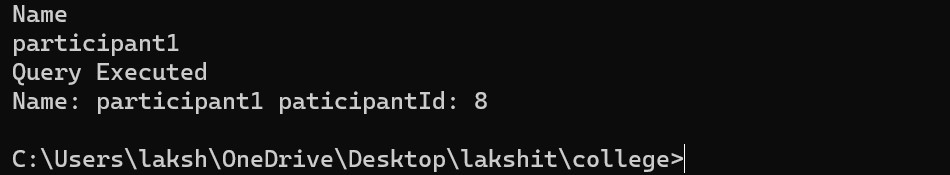 Name
participant1
Query Executed
Name: participant1 paticipantId: 8
C:\Users\laksh\OneDrive\Desktop\lakshit\college>